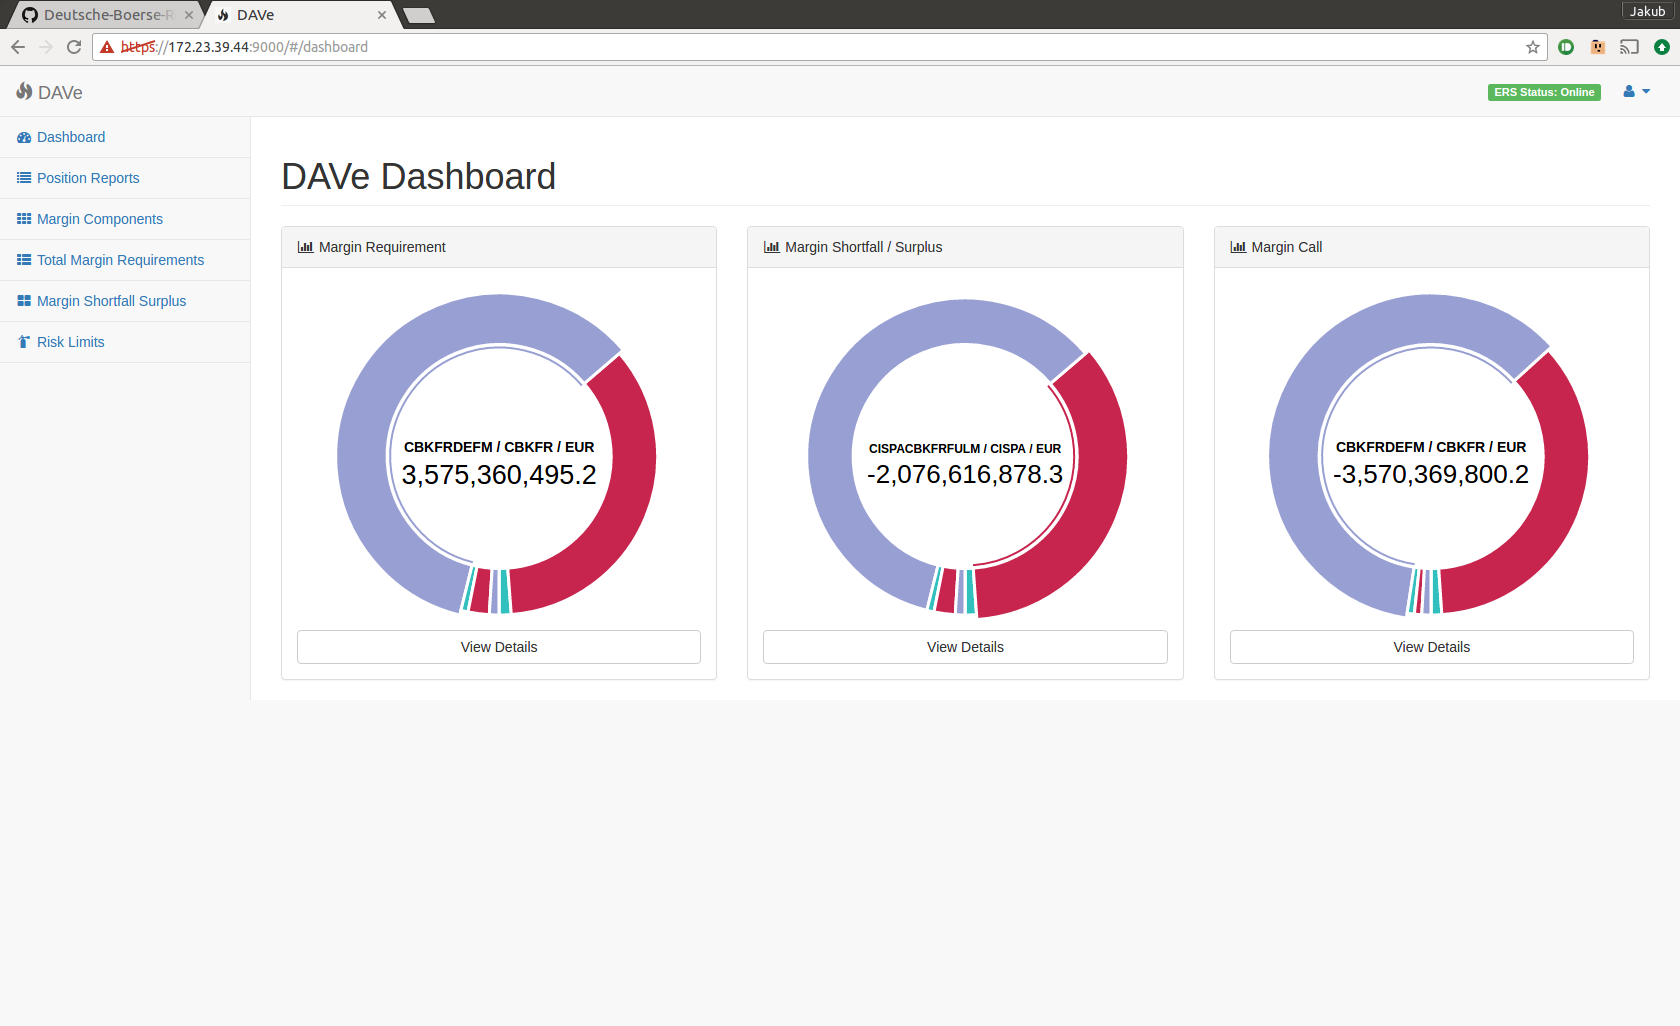 Deutsche-Boerse-R
DAVe
Jakub
https://172.23.39.44:9000/#/dashboard
DAVe
ERS Status: Online
Dashboard
Position Reports
Margin Components
Total Margin Requirements
Margin Shortfall Surplus
Risk Limits
DAVe Dashboard
Margin Requirement
CBKFRDEFM / CBKFR / EUR
3,575,360,495.2
View Details
Margin Shortfall / Surplus
CISPACBKFRFULM / CISPA / EUR
-2,076,616,878.3
View Details
Margin Call
CBKFRDEFM / CBKFR / EUR
-3,570,369,800.2
View Details